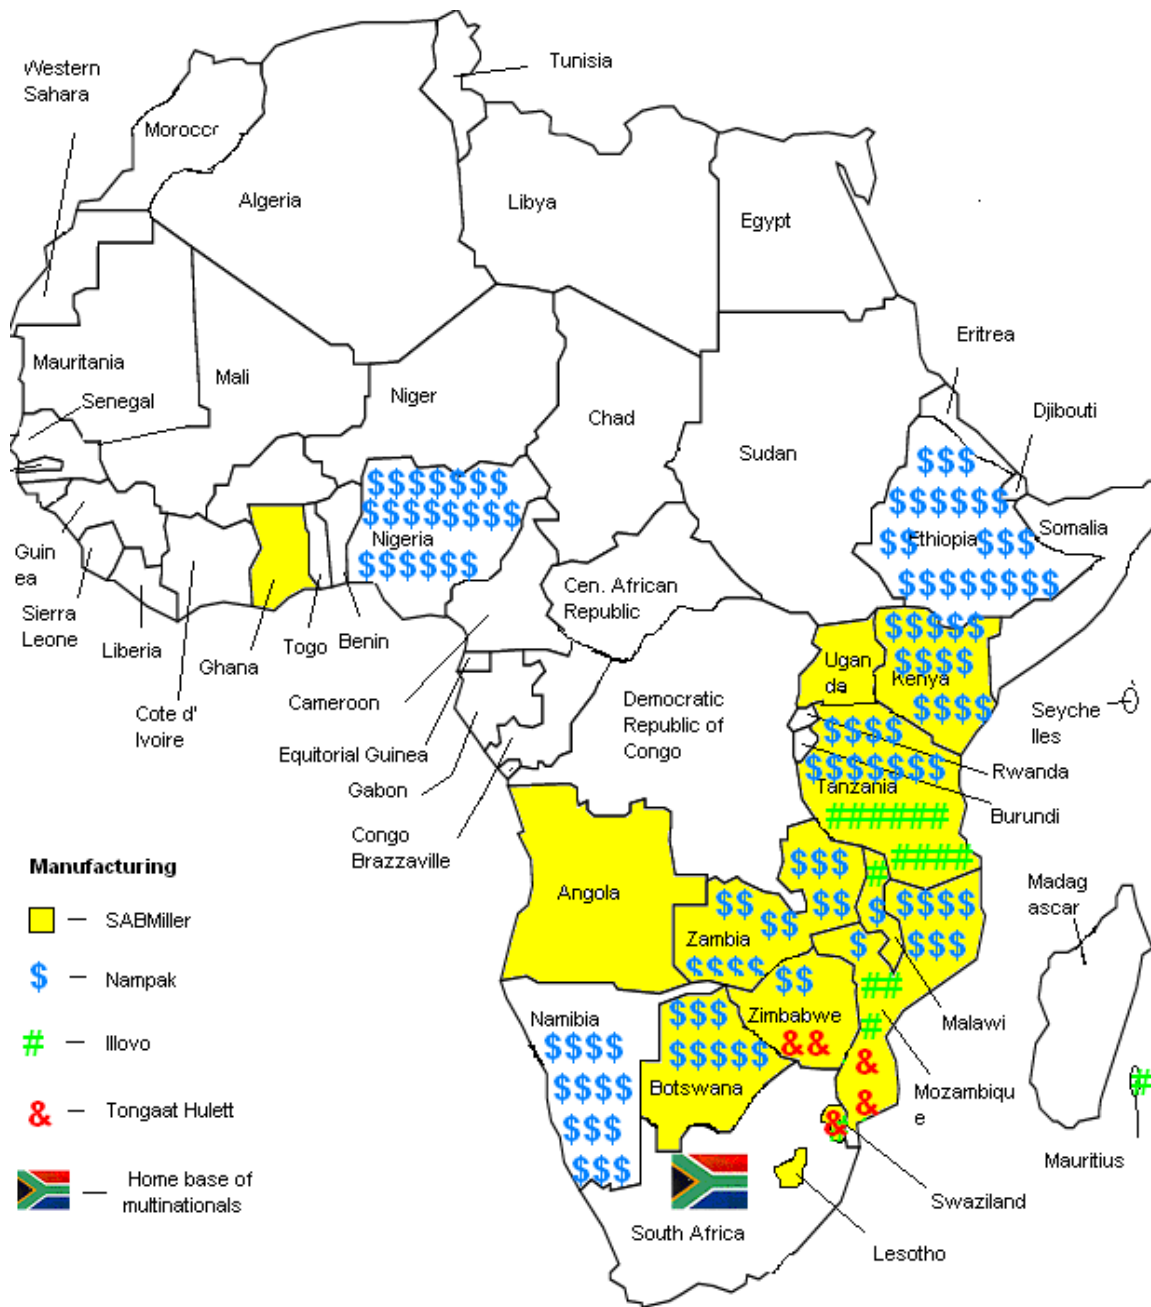 Western
Sahara
Tunisia
Morocc
Algeria
Libya
Egypt
Mauritania
Mali
Niger
Chad
Sudan
Eritrea
Senegal
Djibouti
$$$
$$$$$$$
$$$$$$
$$$$$$$$
Nigeria
$$ Ethiopia $$$
Somalia
$$$$$$
$$$$$$$$
Guin
ea
Sierra
Leone
Liberia
Ghana
Togo
Benin
Cen. African
Republic
Cote d'
Ivoire
Cameroon
Equitorial Guinea
Gabon
Congo
Brazzaville
Democratic
Republic of
Congo
Ugan
da
$$$$$
$$$$
Kenya
$$$$
Seyche
lles
$$$$
$$$$$$$
Tanzania
Rwanda
Burundi
######
####
Manufacturing
SABMiller
$ Nampak
# Illovo
& Tongaat Hulett
Home base of
multinationals
Angola
$$$
#
$$
$$
$$
$
$$$$
Zambia
$$$$
$
$$$
Madag
ascar
$$
##
Malawi
Namibia
$$$
Zimbabwe
#
$$$$
$$$$$
&&
&
Botswana
$$$$
&
Mozambiqu
e
#
$$$
&
#
Mauritius
$$$
Swaziland
South Africa
Lesotho